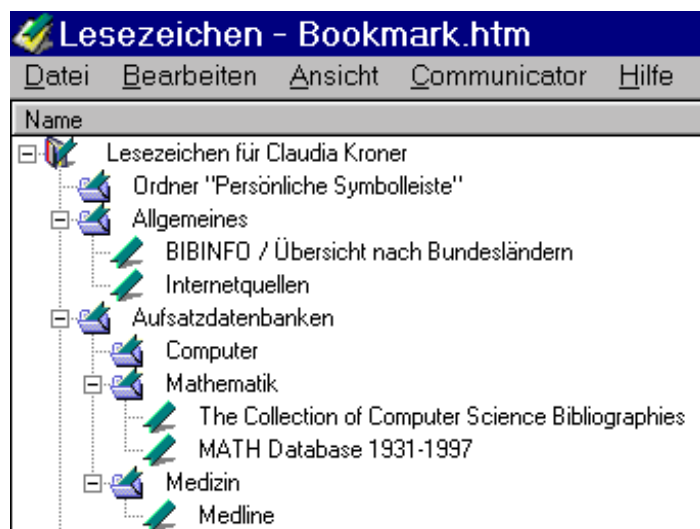 Lesezeichen - Bookmark.htm
Datei Bearbeiten Ansicht Communicator Hilfe
Name
Lesezeichen für Claudia Kroner
Ordner "Persönliche Symbolleiste"
Allgemeines
BIBINFO / Übersicht nach Bundesländern
Internetquellen
Aufsatzdatenbanken
Computer
Mathematik
The Collection of Computer Science Bibliographies
MATH Database 1931-1997
Medizin
Medline